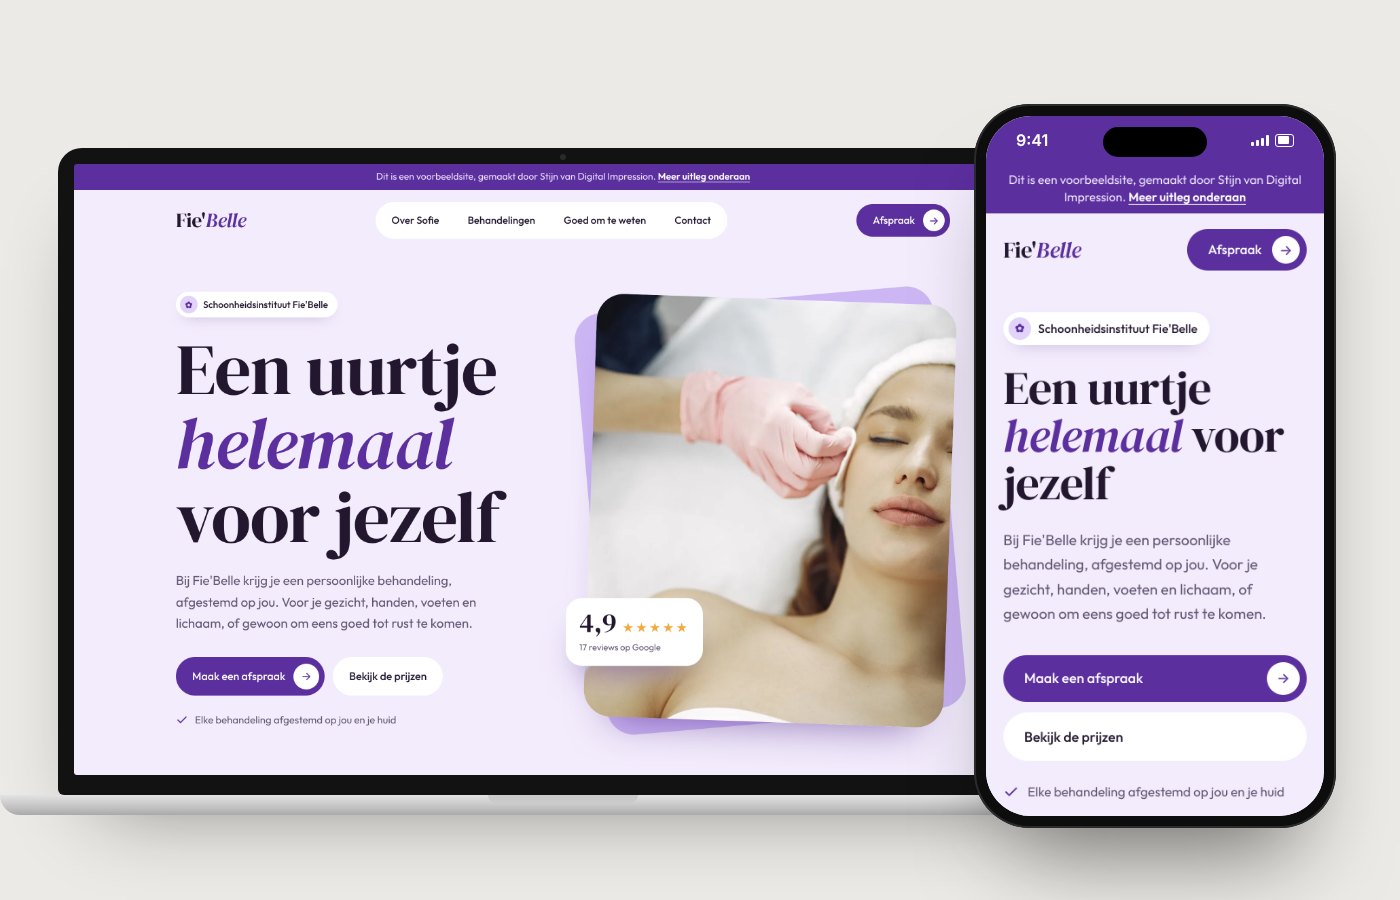 Dit is een voorbeeldsite, gemaakt door Stijn van Digital Impression. Meer uitleg onderaan
Fie'Belle
Over Sofie
Behandelingen
Goed om te weten
Contact
Afspraak
Schoonheidsinstituut Fie'Belle
Een uurtje
helemaal
voor jezelf
Bij Fie'Belle krijg je een persoonlijke behandeling,
afgestemd op jou. Voor je gezicht, handen, voeten en
lichaam, of gewoon om eens goed tot rust te komen.
Maak een afspraak
Bekijk de prijzen
Elke behandeling afgestemd op jou en je huid
4,9 ★★★★★
17 reviews op Google
9:41
Dit is een voorbeeldsite, gemaakt door Stijn van Digital
Impression. Meer uitleg onderaan
Fie'Belle
Afspraak
Schoonheidsinstituut Fie'Belle
Een uurtje
helemaal voor
jezelf
Bij Fie'Belle krijg je een persoonlijke
behandeling, afgestemd op jou. Voor je
gezicht, handen, voeten en lichaam, of
gewoon om eens goed tot rust te komen.
Maak een afspraak
Bekijk de prijzen
Elke behandeling afgestemd op jou en je huid